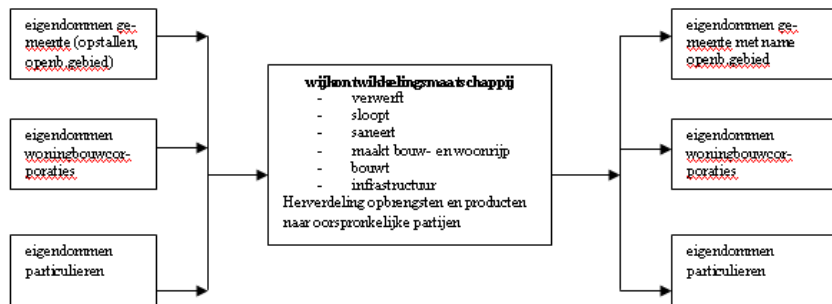 eigendommen ge-
meente (opstallen,
openb.gebied)
eigendommen
woningbouwcor-
poraties
eigendommen
particulieren
wijkontwikkelingsmaatschappij
- verwerft
- sloopt
- saneert
- maakt bouw- en woonrijp
- bouwt
- infrastructuur
Herverdeling opbrengsten en producten
naar oorspronkelijke partijen
eigendommen ge-
meente met name
openb.gebied
eigendommen
woningbouwcor-
poraties
eigendommen
particulieren